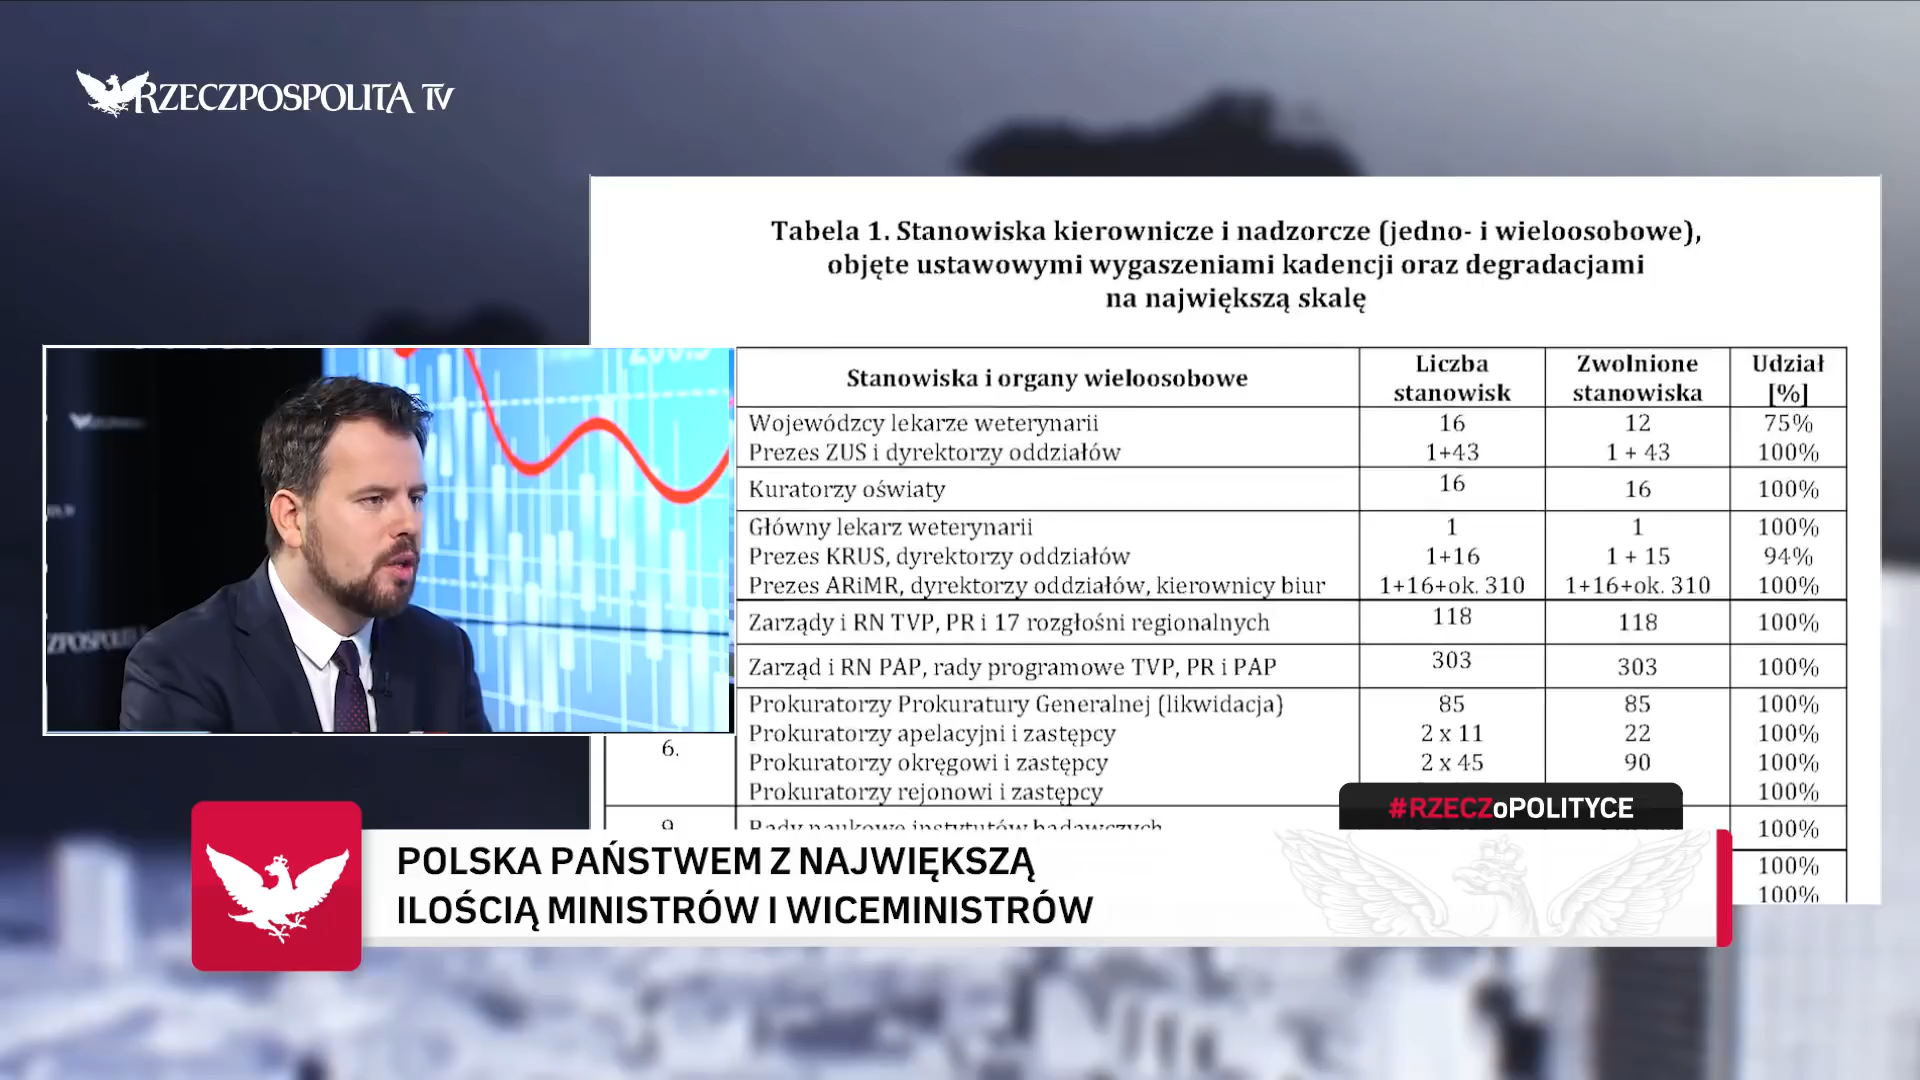 RZECZPOSPOLITA TV
Tabela 1. Stanowiska kierownicze i nadzorcze (jedno- i wieloosobowe),
objęte ustawowymi wygaszeniami kadencji oraz degradacjami
na największą skalę
Stanowiska i organy wieloosobowe Liczba stanowisk Zwolnione stanowiska Udział [%]
Wojewódzcy lekarze weterynarii 16 12 75%
Prezes ZUS i dyrektorzy oddziałów 1+43 1 + 43 100%
Kuratorzy oświaty 16 16 100%
Główny lekarz weterynarii 1 1 100%
Prezes KRUS, dyrektorzy oddziałów 1+16 1 + 15 94%
Prezes ARiMR, dyrektorzy oddziałów, kierownicy biur 1+16+ok. 310 1+16+ok. 310 100%
Zarządy i RN TVP, PR i 17 rozgłośni regionalnych 118 118 100%
Zarząd i RN PAP, rady programowe TVP, PR i PAP 303 303 100%
Prokuratorzy Prokuratury Generalnej (likwidacja) 85 85 100%
Prokuratorzy apelacyjni i zastępcy 2 x 11 22 100%
6. Prokuratorzy okręgowi i zastępcy 2 x 45 90 100%
Prokuratorzy rejonowi i zastępcy 100%
9. Rady naukowe instytutów badawczych 100%
100%
100%
#RZECZoPOLITYCE
POLSKA PAŃSTWEM Z NAJWIĘKSZĄ
ILOŚCIĄ MINISTRÓW I WICEMINISTRÓW